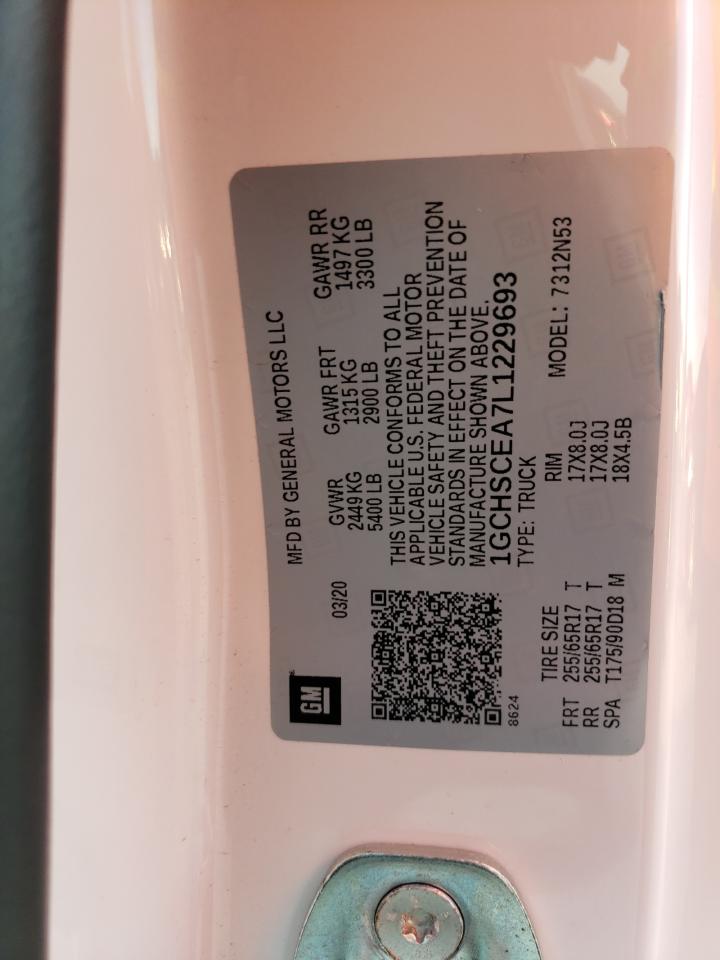 GM
03/20
MFD BY GENERAL MOTORS LLC
GVWR GAWR FRT GAWR RR
2449 KG 1315 KG 1497 KG
5400 LB 2900 LB 3300 LB
THIS VEHICLE CONFORMS TO ALL
APPLICABLE U.S. FEDERAL MOTOR
VEHICLE SAFETY AND THEFT PREVENTION
STANDARDS IN EFFECT ON THE DATE OF
MANUFACTURE SHOWN ABOVE.
1GCHSCEA7L1229693
8624
TYPE: TRUCK
TIRE SIZE RIM MODEL: 7312N53
FRT 255/65R17 T 17X8.0J
RR 255/65R17 T 17X8.0J
SPA T175/90D18 M 18X4.5B